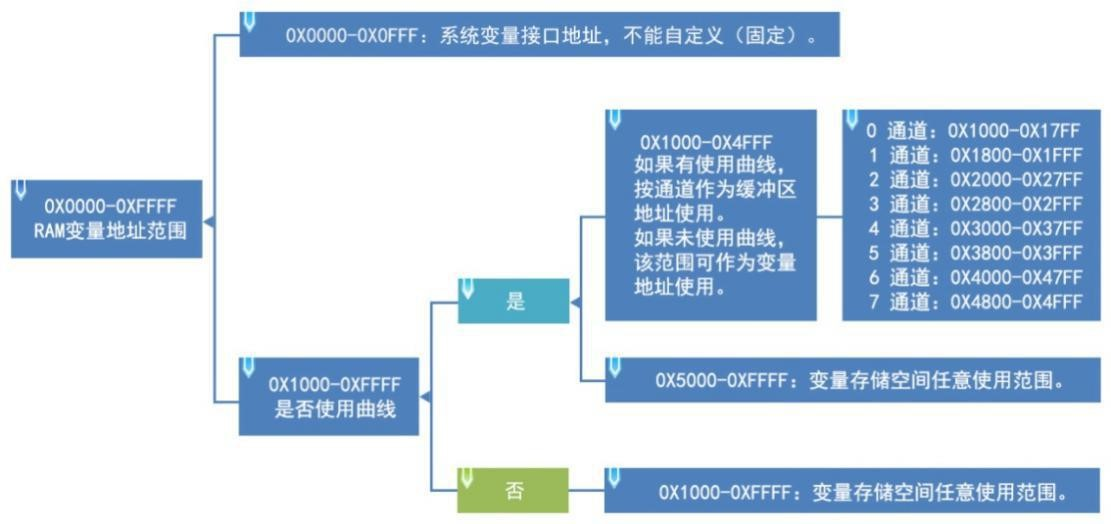 0X0000-0X0FFF：系统变量接口地址，不能自定义（固定）。
0X0000-0XFFFF
RAM变量地址范围
0X1000-0X4FFF
如果有使用曲线，
按通道作为缓冲区
地址使用。
如果未使用曲线，
该范围可作为变量
地址使用。
0 通道：0X1000-0X17FF
1 通道：0X1800-0X1FFF
2 通道：0X2000-0X27FF
3 通道：0X2800-0X2FFF
4 通道：0X3000-0X37FF
5 通道：0X3800-0X3FFF
6 通道：0X4000-0X47FF
7 通道：0X4800-0X4FFF
是
0X1000-0XFFFF
是否使用曲线
0X5000-0XFFFF：变量存储空间任意使用范围。
否
0X1000-0XFFFF：变量存储空间任意使用范围。